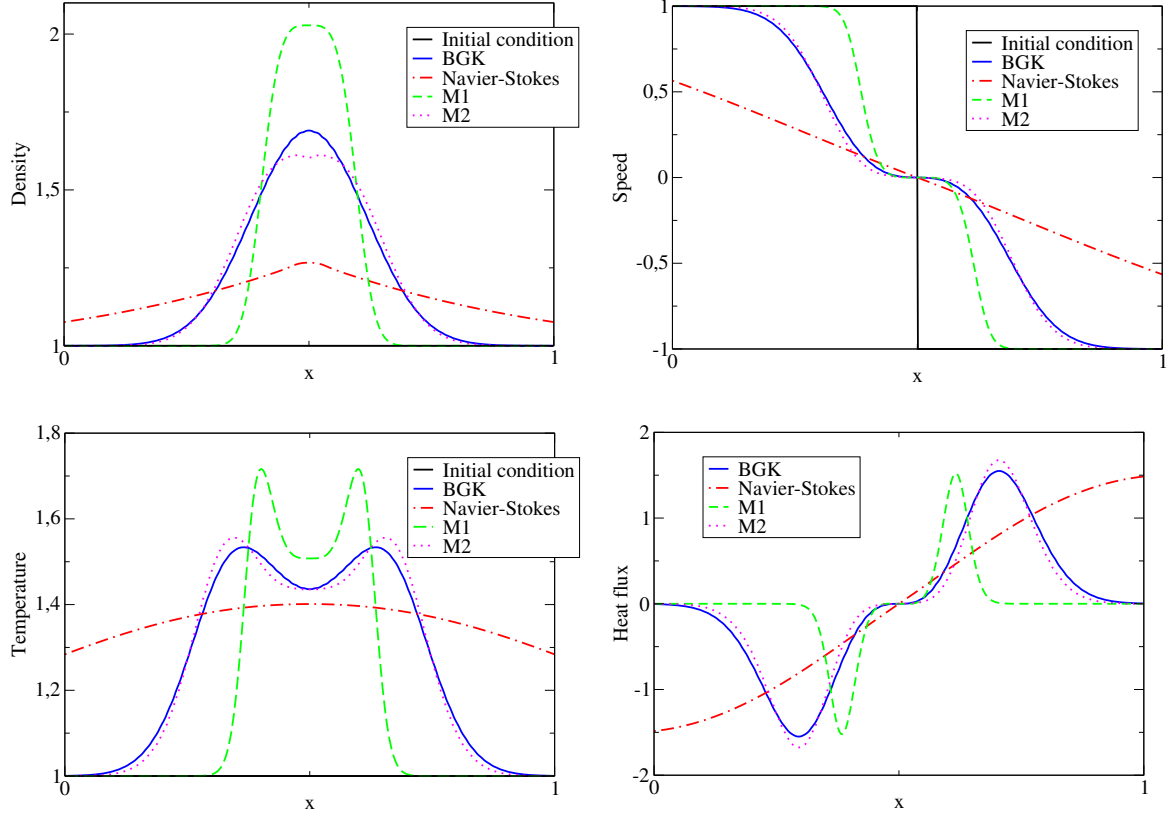 2
1,5
1
Density
0
x
1
Initial condition
BGK
Navier-Stokes
M1
M2
1
0,5
0
-0,5
-1
Speed
0
x
1
Initial condition
BGK
Navier-Stokes
M1
M2
1,8
1,6
1,4
1,2
1
Temperature
0
x
1
Initial condition
BGK
Navier-Stokes
M1
M2
2
1
0
-1
-2
Heat flux
0
x
1
BGK
Navier-Stokes
M1
M2